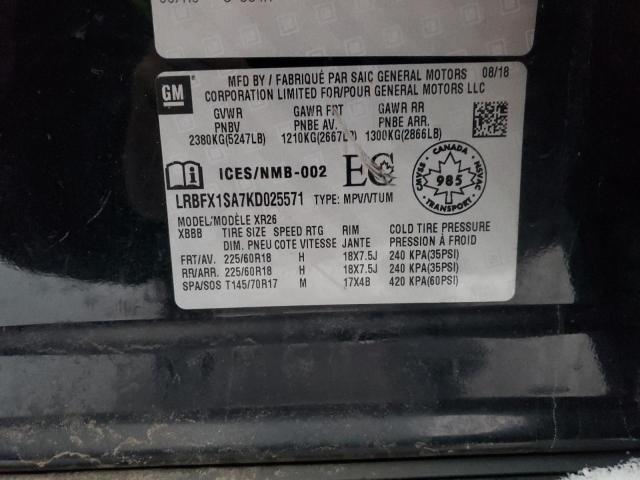 MFD BY / FABRIQUÉ PAR SAIC GENERAL MOTORS 08/18
CORPORATION LIMITED FOR/POUR GENERAL MOTORS LLC
GM
GVWR GAWR FRT GAWR RR
PNBV PNBE AV. PNBE ARR.
2380KG(5247LB) 1210KG(2667LB) 1300KG(2866LB)
ICES/NMB-002 EC
CANADA
NSVAC
985
TRANSPORT
LRBFX1SA7KD025571 TYPE: MPV/VTUM
MODEL/MODÈLE XR26
XBBB TIRE SIZE SPEED RTG RIM COLD TIRE PRESSURE
DIM. PNEU COTE VITESSE JANTE PRESSION À FROID
FRT/AV. 225/60R18 H 18X7.5J 240 KPA(35PSI)
RR/ARR. 225/60R18 H 18X7.5J 240 KPA(35PSI)
SPA/SOS T145/70R17 M 17X4B 420 KPA(60PSI)